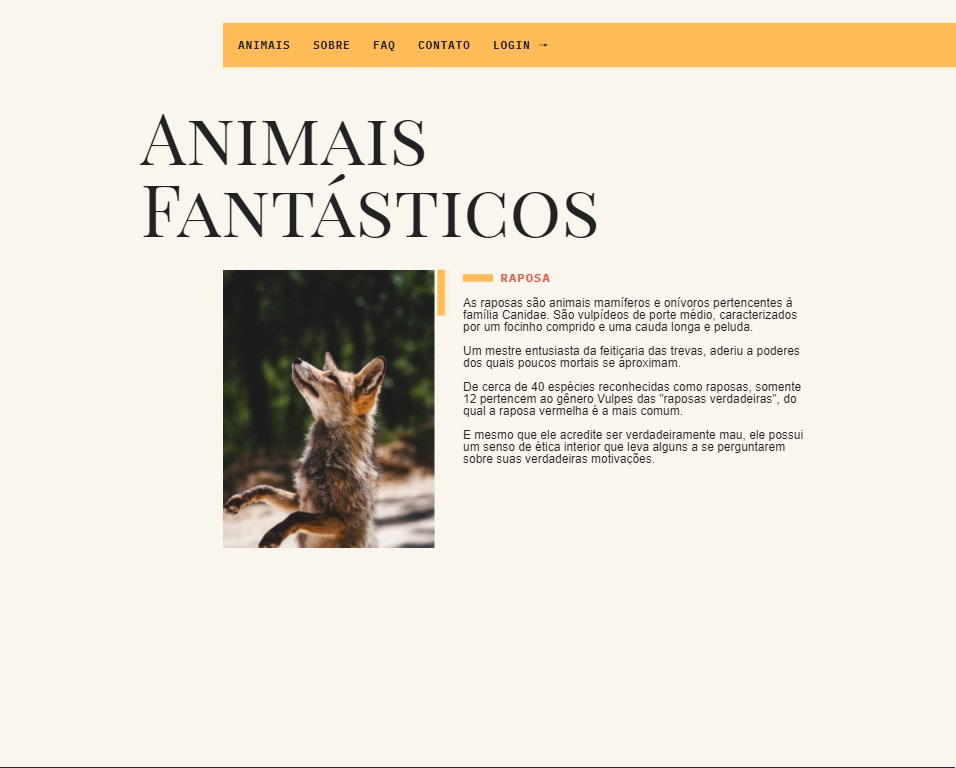 ANIMAIS SOBRE FAQ CONTATO LOGIN →
ANIMAIS
FANTÁSTICOS
RAPOSA
As raposas são animais mamíferos e onívoros pertencentes à
família Canidae. São vulpídeos de porte médio, caracterizados
por um focinho comprido e uma cauda longa e peluda.
Um mestre entusiasta da feitiçaria das trevas, aderiu a poderes
dos quais poucos mortais se aproximam.
De cerca de 40 espécies reconhecidas como raposas, somente
12 pertencem ao gênero Vulpes das "raposas verdadeiras", do
qual a raposa vermelha é a mais comum.
E mesmo que ele acredite ser verdadeiramente mau, ele possui
um senso de ética interior que leva alguns a se perguntarem
sobre suas verdadeiras motivações.